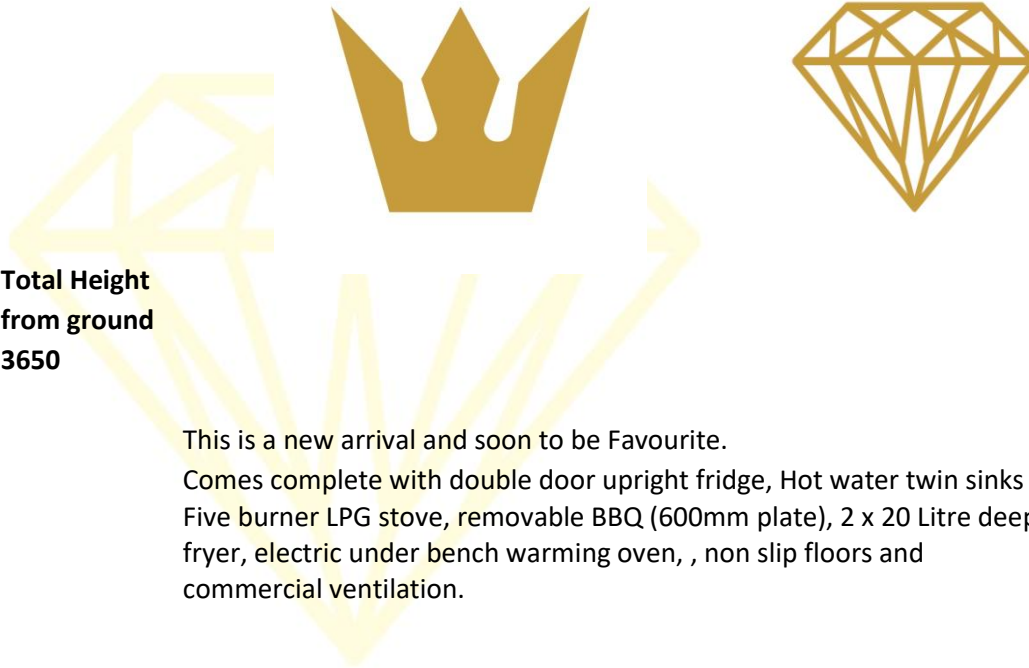 Total Height
from ground
3650
This is a new arrival and soon to be Favourite.
Comes complete with double door upright fridge, Hot water twin sinks
Five burner LPG stove, removable BBQ (600mm plate), 2 x 20 Litre deep
fryer, electric under bench warming oven, , non slip floors and
commercial ventilation.